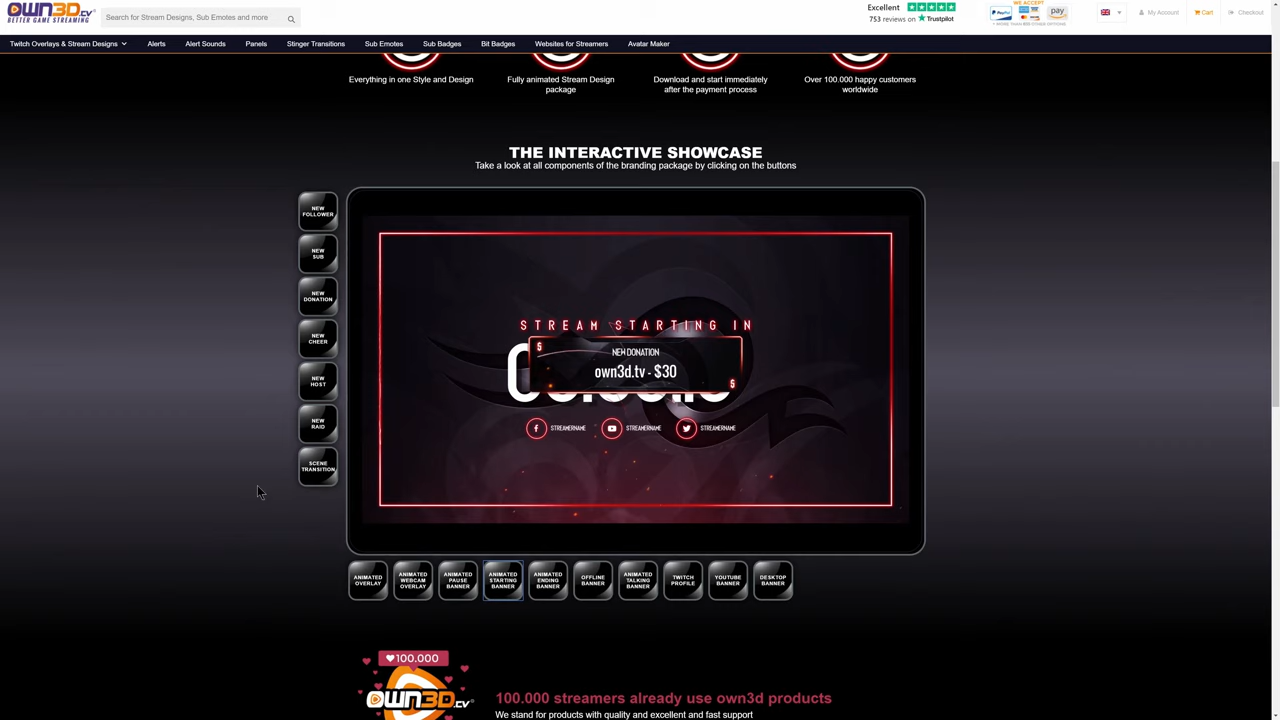 OWN3D.tv
BETTER GAME STREAMING
Search for Stream Designs, Sub Emotes and more
Excellent
753 reviews on Trustpilot
WE ACCEPT
PayPal
pay
My Account
Cart
Checkout
Twitch Overlays & Stream Designs
Alerts
Alert Sounds
Panels
Stinger Transitions
Sub Emotes
Sub Badges
Bit Badges
Websites for Streamers
Avatar Maker
Everything in one Style and Design
Fully animated Stream Design
package
Download and start immediately
after the payment process
Over 100.000 happy customers
worldwide
THE INTERACTIVE SHOWCASE
Take a look at all components of the branding package by clicking on the buttons
NEW
FOLLOWER
NEW
SUB
NEW
DONATION
NEW
CHEER
NEW
HOST
NEW
RAID
SCENE
TRANSITION
STREAM STARTING IN
$
NEW DONATION
own3d.tv - $30
$
STREAMERNAME
STREAMERNAME
STREAMERNAME
ANIMATED
OVERLAY
ANIMATED
WEBCAM
OVERLAY
ANIMATED
PAUSE
BANNER
ANIMATED
STARTING
BANNER
ANIMATED
ENDING
BANNER
OFFLINE
BANNER
ANIMATED
TALKING
BANNER
TWITCH
PROFILE
YOUTUBE
BANNER
DESKTOP
BANNER
100.000
OWN3D.tv
100.000 streamers already use own3d products
We stand for products with quality and excellent and fast support